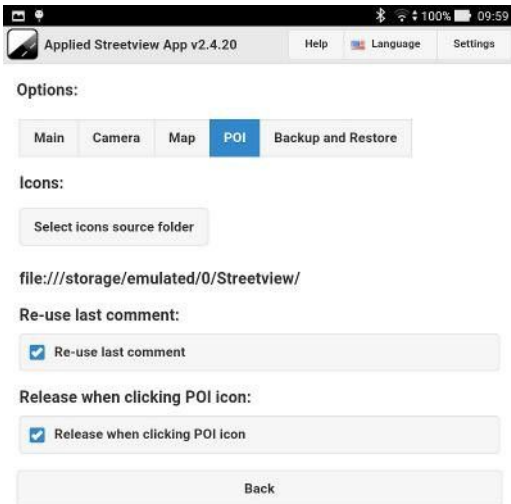 100% 09:59
Applied Streetview App v2.4.20 Help Language Settings
Options:
Main Camera Map POI Backup and Restore
Icons:
Select icons source folder
file:///storage/emulated/0/Streetview/
Re-use last comment:
Re-use last comment
Release when clicking POI icon:
Release when clicking POI icon
Back